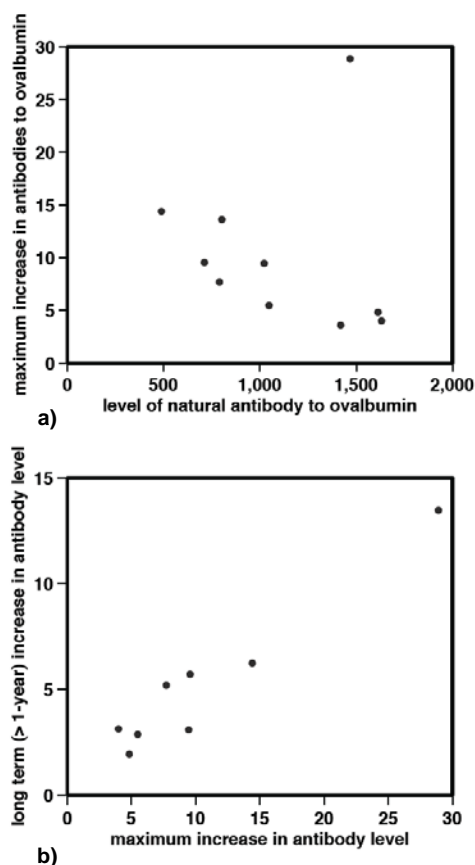 maximum increase in antibodies to ovalbumin
30
25
20
15
10
5
0
0 500 1,000 1,500 2,000
level of natural antibody to ovalbumin
a)
long term (> 1-year) increase in antibody level
15
10
5
0
0 5 10 15 20 25 30
maximum increase in antibody level
b)